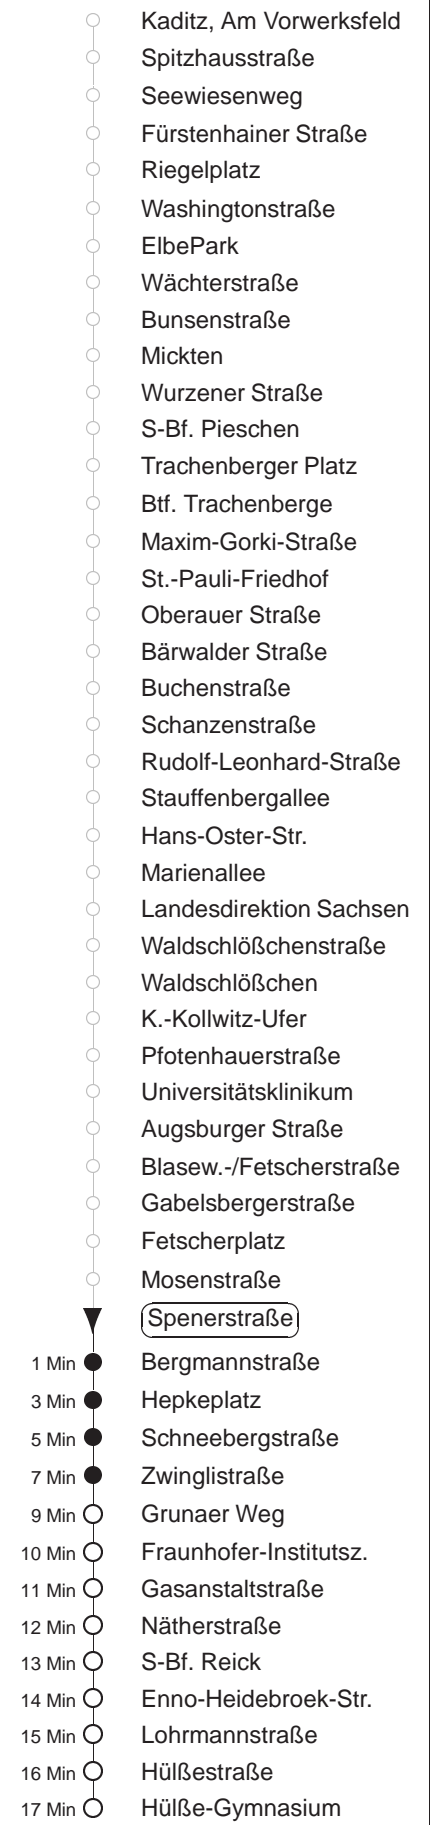 Kaditz, Am Vorwerksfeld
Spitzhausstraße
Seewiesenweg
Fürstenhainer Straße
Riegelplatz
Washingtonstraße
ElbePark
Wächterstraße
Bunsenstraße
Mickten
Wurzener Straße
S-Bf. Pieschen
Trachenberger Platz
Btf. Trachenberge
Maxim-Gorki-Straße
St.-Pauli-Friedhof
Oberauer Straße
Bärwalder Straße
Buchenstraße
Schanzenstraße
Rudolf-Leonhard-Straße
Stauffenbergallee
Hans-Oster-Str.
Marienallee
Landesdirektion Sachsen
Waldschlößchenstraße
Waldschlößchen
K.-Kollwitz-Ufer
Pfotenhauerstraße
Universitätsklinikum
Augsburger Straße
Blasew.-/Fetscherstraße
Gabelsbergerstraße
Fetscherplatz
Mosenstraße
Spenerstraße
1 Min Bergmannstraße
3 Min Hepkeplatz
5 Min Schneebergstraße
7 Min Zwinglistraße
9 Min Grunaer Weg
10 Min Fraunhofer-Institutsz.
11 Min Gasanstaltstraße
12 Min Nätherstraße
13 Min S-Bf. Reick
14 Min Enno-Heidebroek-Str.
15 Min Lohrmannstraße
16 Min Hülßestraße
17 Min Hülße-Gymnasium